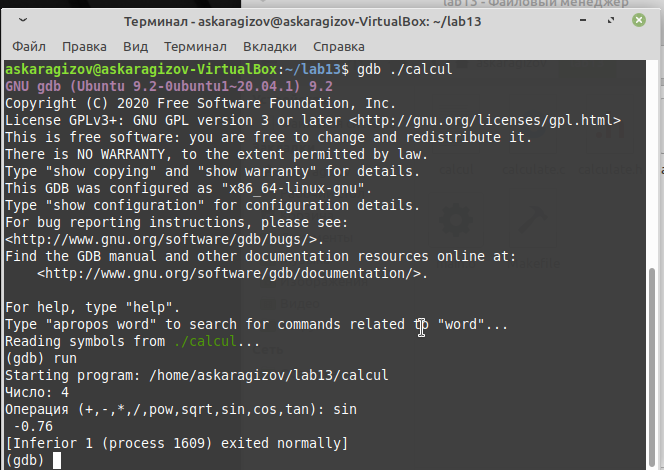 lab13 - Файловый менеджер
Терминал - askaragizov@askaragizov-VirtualBox: ~/lab13
Файл Правка Вид Терминал Вкладки Справка
askaragizov@askaragizov-VirtualBox:~/lab13$ gdb ./calcul
GNU gdb (Ubuntu 9.2-0ubuntu1~20.04.1) 9.2
Copyright (C) 2020 Free Software Foundation, Inc.
License GPLv3+: GNU GPL version 3 or later <http://gnu.org/licenses/gpl.html>
This is free software: you are free to change and redistribute it.
There is NO WARRANTY, to the extent permitted by law.
Type "show copying" and "show warranty" for details.
This GDB was configured as "x86_64-linux-gnu".
Type "show configuration" for configuration details.
For bug reporting instructions, please see:
<http://www.gnu.org/software/gdb/bugs/>.
Find the GDB manual and other documentation resources online at:
    <http://www.gnu.org/software/gdb/documentation/>.
For help, type "help".
Type "apropos word" to search for commands related to "word"...
Reading symbols from ./calcul...
(gdb) run
Starting program: /home/askaragizov/lab13/calcul
Число: 4
Операция (+,-,*,/,pow,sqrt,sin,cos,tan): sin
 -0.76
[Inferior 1 (process 1609) exited normally]
(gdb)